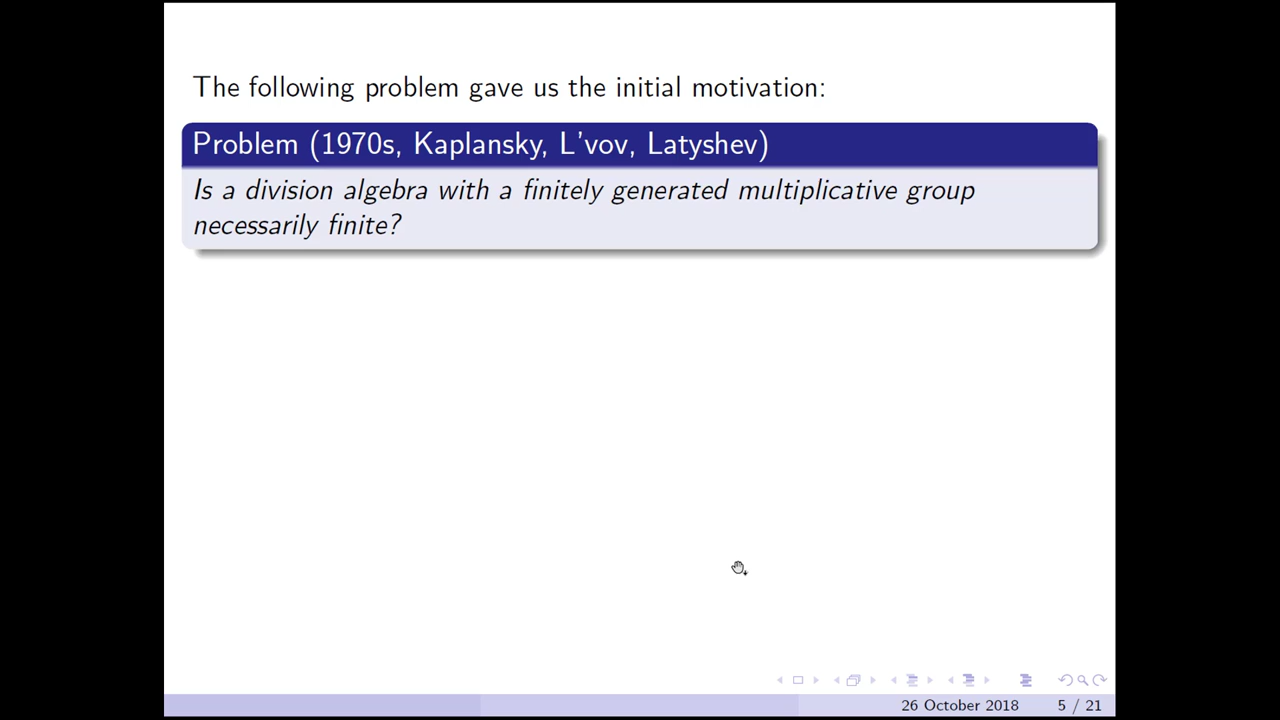 The following problem gave us the initial motivation:
Problem (1970s, Kaplansky, L'vov, Latyshev)
Is a division algebra with a finitely generated multiplicative group
necessarily finite?
26 October 2018 5 / 21